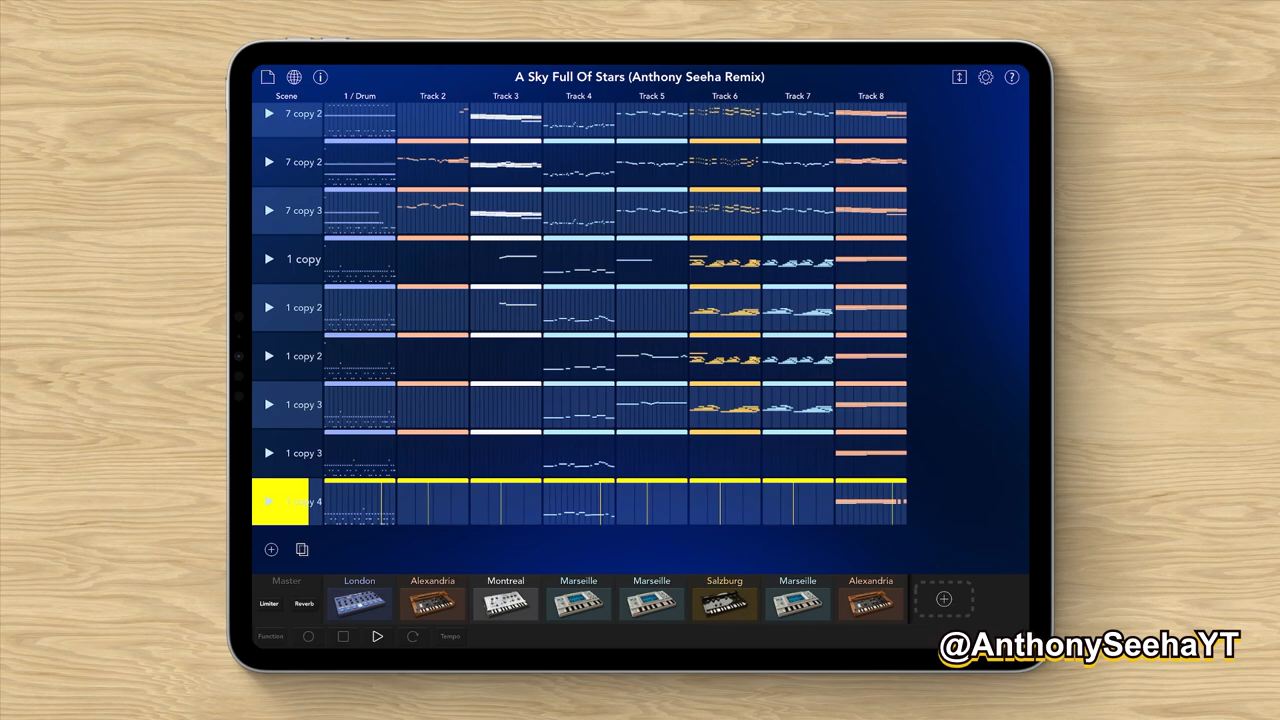 A Sky Full Of Stars (Anthony Seeha Remix)
Scene 1 / Drum Track 2 Track 3 Track 4 Track 5 Track 6 Track 7 Track 8
7 copy 2
7 copy 2
7 copy 3
1 copy
1 copy 2
1 copy 2
1 copy 3
1 copy 3
copy 4
Master London Alexandria Montreal Marseille Marseille Salzburg Marseille Alexandria
Limiter Reverb
Function Tempo
@AnthonySeehaYT